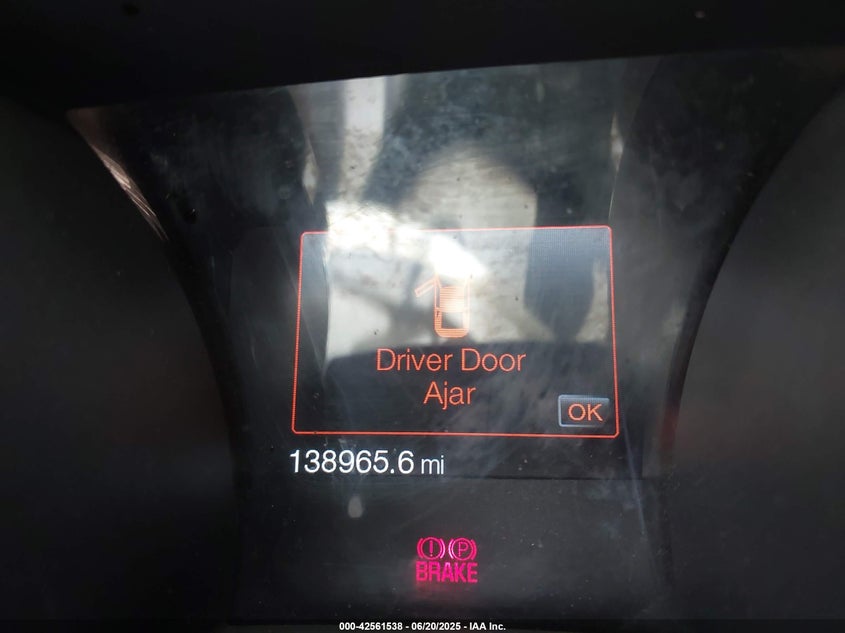 Driver Door
Ajar
OK
138965.6 mi
(!) (P)
BRAKE
000-42561538 - 06/20/2025 - IAA Inc.